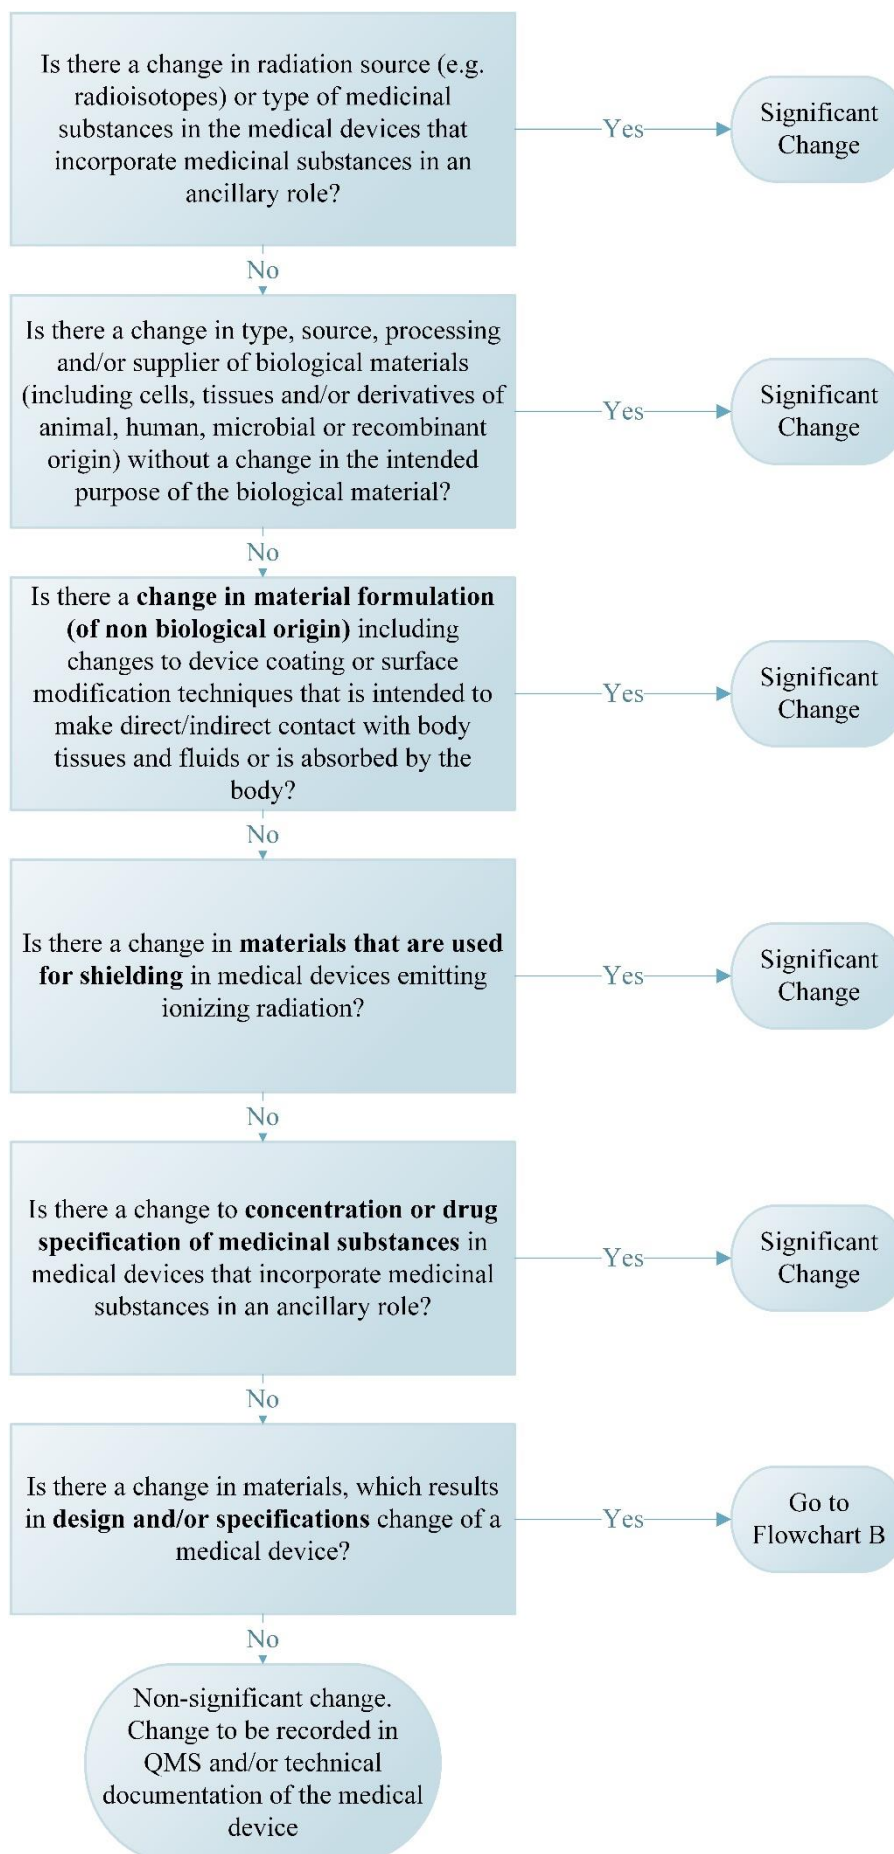 Is there a change in radiation source (e.g.
radioisotopes) or type of medicinal
substances in the medical devices that
incorporate medicinal substances in an
ancillary role?
Yes
Significant
Change
No
Is there a change in type, source, processing
and/or supplier of biological materials
(including cells, tissues and/or derivatives of
animal, human, microbial or recombinant
origin) without a change in the intended
purpose of the biological material?
Yes
Significant
Change
No
Is there a change in material formulation
(of non biological origin) including
changes to device coating or surface
modification techniques that is intended to
make direct/indirect contact with body
tissues and fluids or is absorbed by the
body?
Yes
Significant
Change
No
Is there a change in materials that are used
for shielding in medical devices emitting
ionizing radiation?
Yes
Significant
Change
No
Is there a change to concentration or drug
specification of medicinal substances in
medical devices that incorporate medicinal
substances in an ancillary role?
Yes
Significant
Change
No
Is there a change in materials, which results
in design and/or specifications change of a
medical device?
Yes
Go to
Flowchart B
No
Non-significant change.
Change to be recorded in
QMS and/or technical
documentation of the medical
device